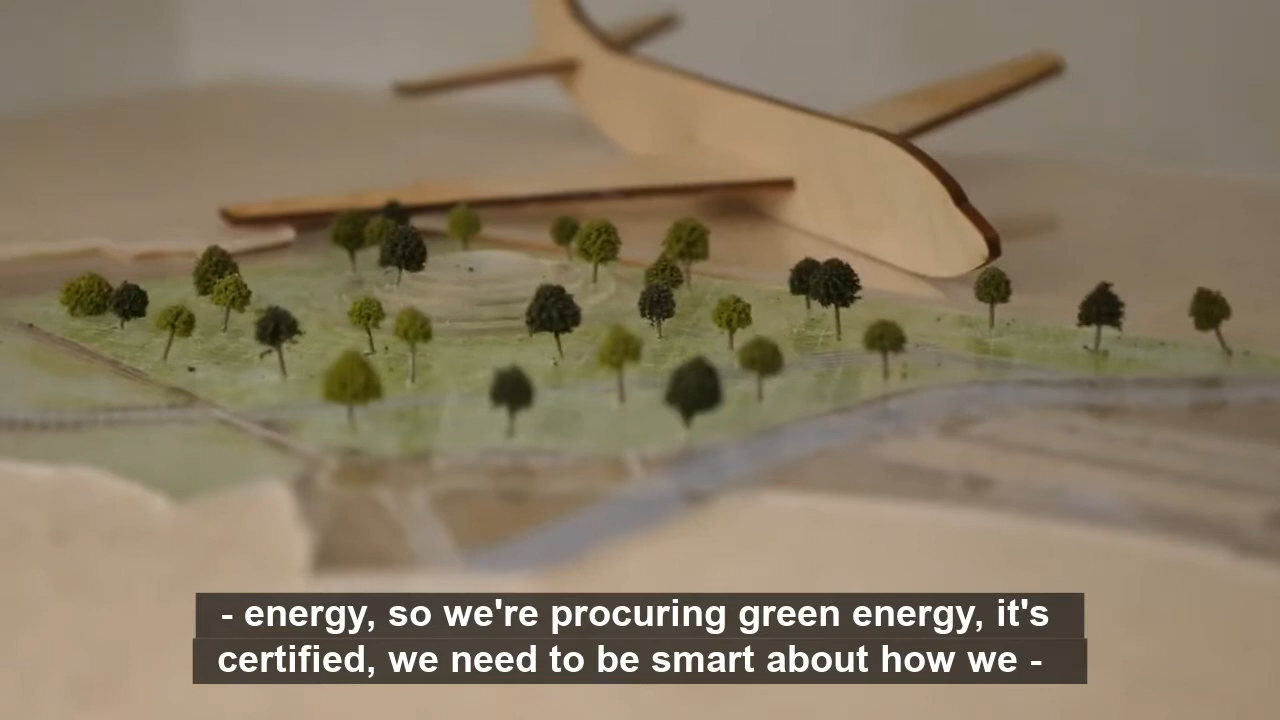 - energy, so we're procuring green energy, it's
certified, we need to be smart about how we -